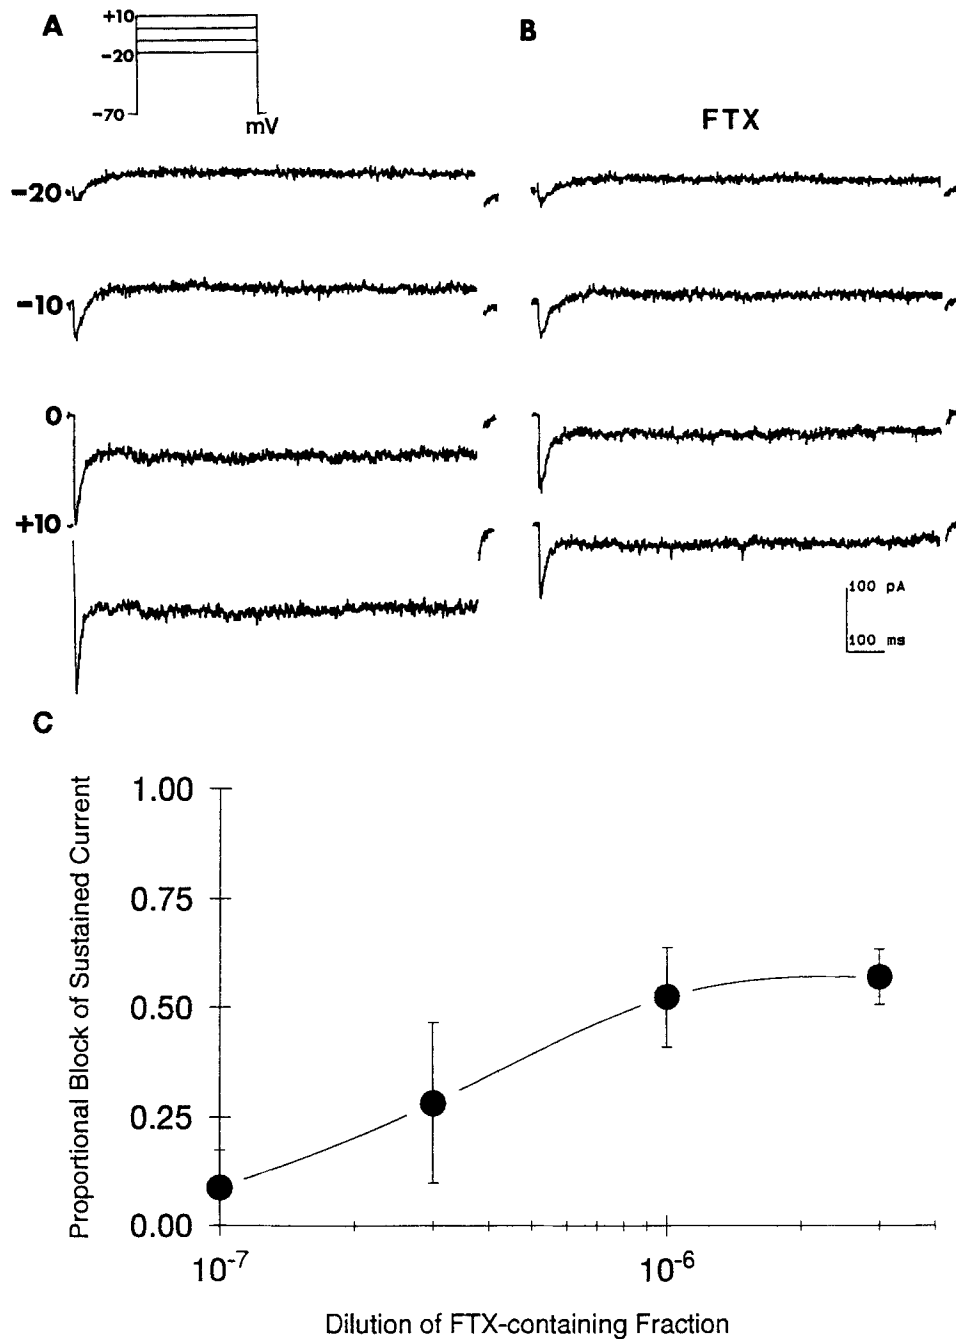 A
+10
-20
-70
mV
B
FTX
-20
-10
0
+10
100 pA
100 ms
C
Proportional Block of Sustained Current
1.00
0.75
0.50
0.25
0.00
10-7
10-6
Dilution of FTX-containing Fraction